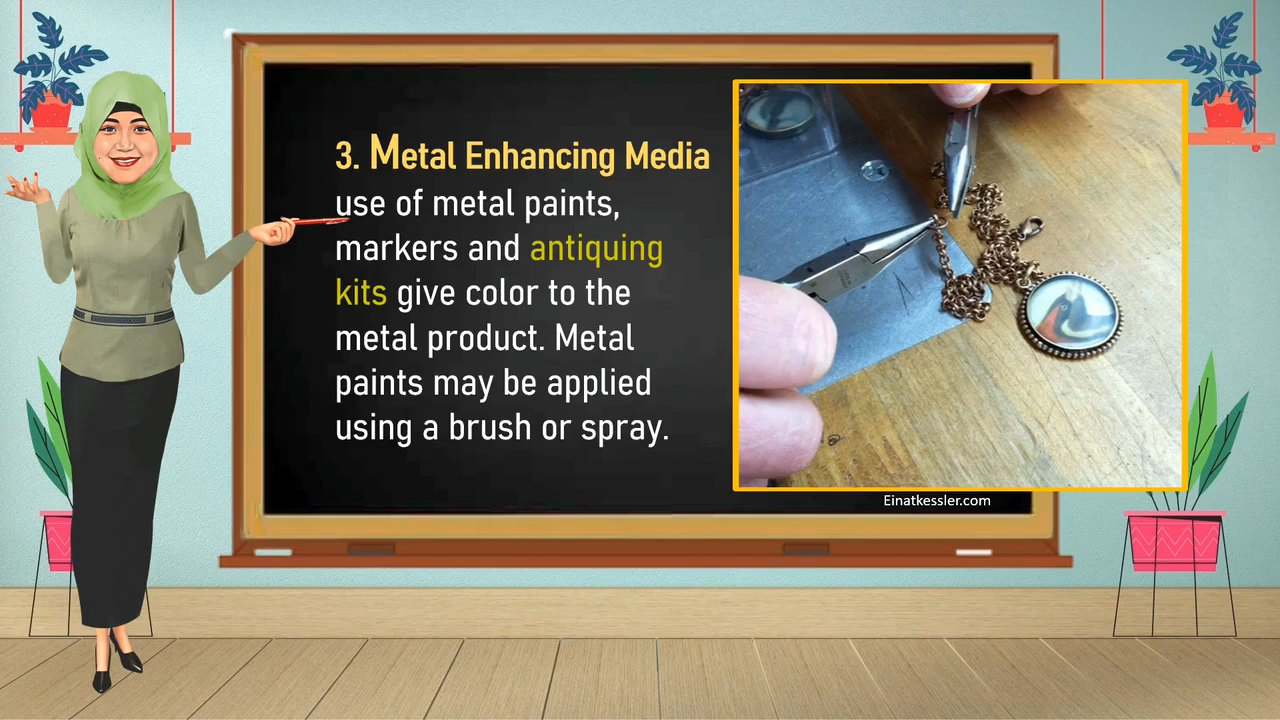 3. Metal Enhancing Media
use of metal paints,
markers and antiquing
kits give color to the
metal product. Metal
paints may be applied
using a brush or spray.
Einatkessler.com